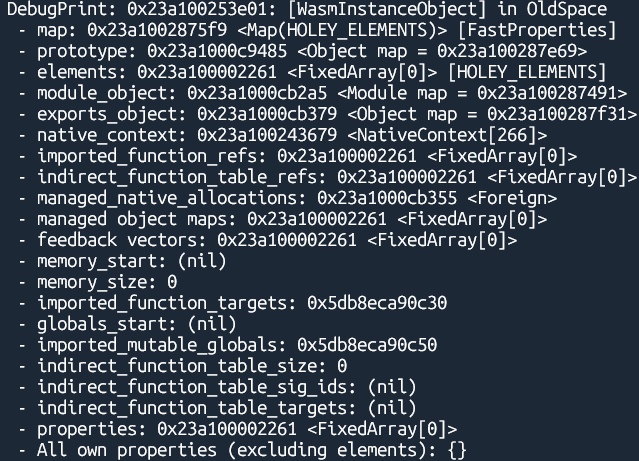 DebugPrint: 0x23a100253e01: [WasmInstanceObject] in OldSpace
- map: 0x23a1002875f9 <Map(HOLEY_ELEMENTS)> [FastProperties]
- prototype: 0x23a1000c9485 <Object map = 0x23a100287e69>
- elements: 0x23a100002261 <FixedArray[0]> [HOLEY_ELEMENTS]
- module_object: 0x23a1000cb2a5 <Module map = 0x23a100287491>
- exports_object: 0x23a1000cb379 <Object map = 0x23a100287f31>
- native_context: 0x23a100243679 <NativeContext[266]>
- imported_function_refs: 0x23a100002261 <FixedArray[0]>
- indirect_function_table_refs: 0x23a100002261 <FixedArray[0]>
- managed_native_allocations: 0x23a1000cb355 <Foreign>
- managed object maps: 0x23a100002261 <FixedArray[0]>
- feedback vectors: 0x23a100002261 <FixedArray[0]>
- memory_start: (nil)
- memory_size: 0
- imported_function_targets: 0x5db8eca90c30
- globals_start: (nil)
- imported_mutable_globals: 0x5db8eca90c50
- indirect_function_table_size: 0
- indirect_function_table_sig_ids: (nil)
- indirect_function_table_targets: (nil)
- properties: 0x23a100002261 <FixedArray[0]>
- All own properties (excluding elements): {}